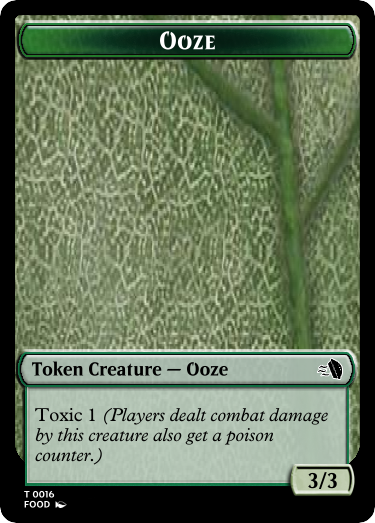 Ooze
Token Creature — Ooze
Toxic 1 (Players dealt combat damage
by this creature also get a poison
counter.)
3/3
T 0016
FOOD